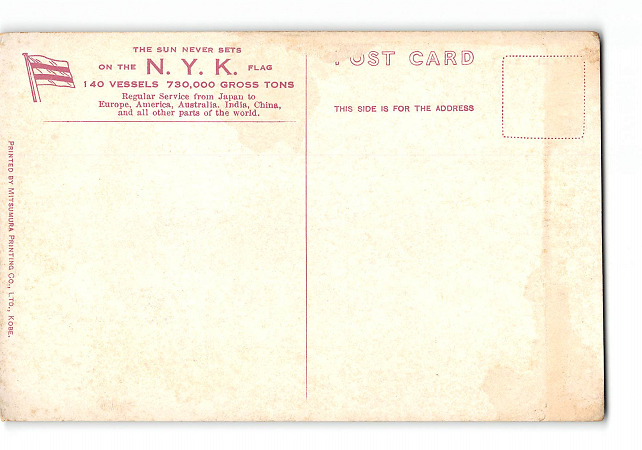 THE SUN NEVER SETS
ON THE N. Y. K. FLAG
140 VESSELS 730,000 GROSS TONS
Regular Service from Japan to
Europe, America, Australia, India, China,
and all other parts of the world.
POST CARD
THIS SIDE IS FOR THE ADDRESS
PRINTED BY MITSUMURA PRINTING CO., LTD., KOBE.